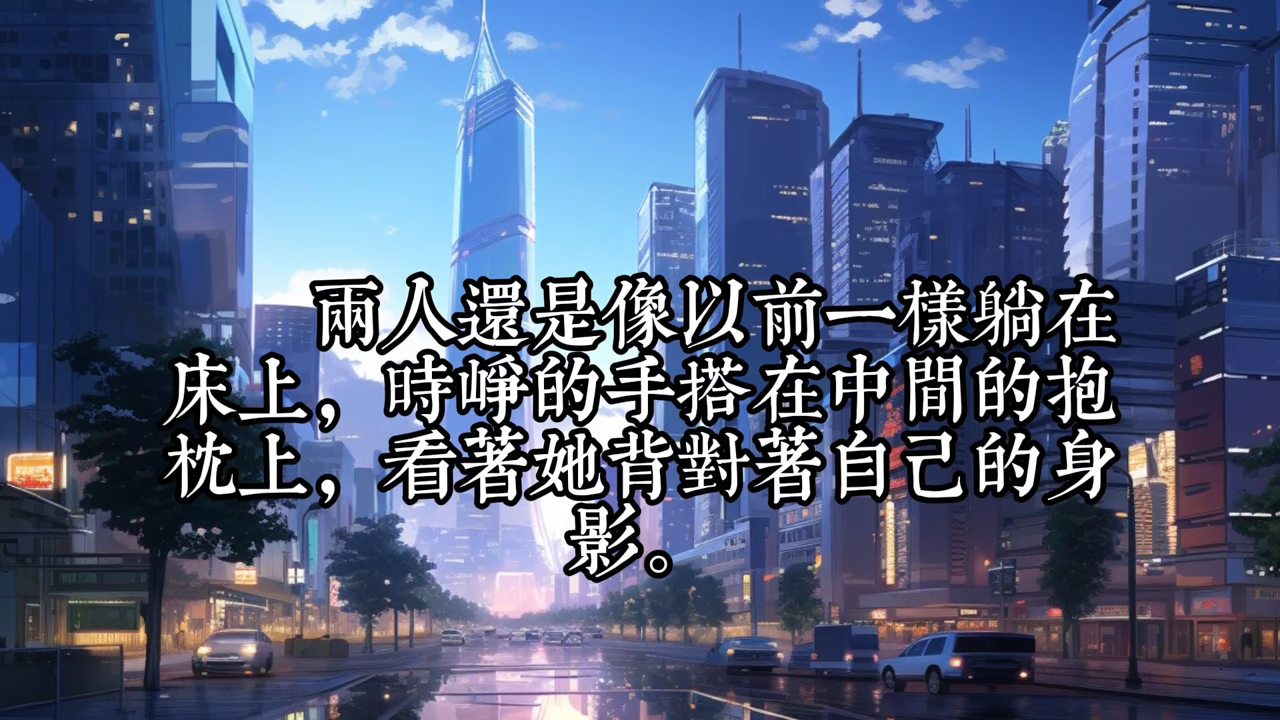 兩人還是像以前一樣躺在
床上，時崢的手搭在中間的抱
枕上，看著她背對著自己的身
影。